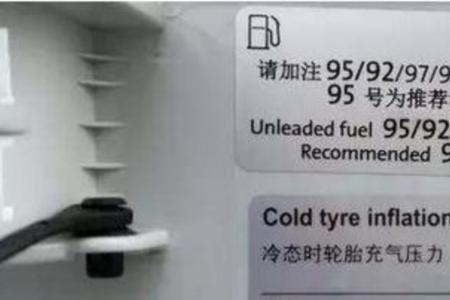 请加注 95/92/97/9
95 号为推荐
Unleaded fuel 95/92
Recommended 9
Cold tyre inflation
冷态时轮胎充气压力